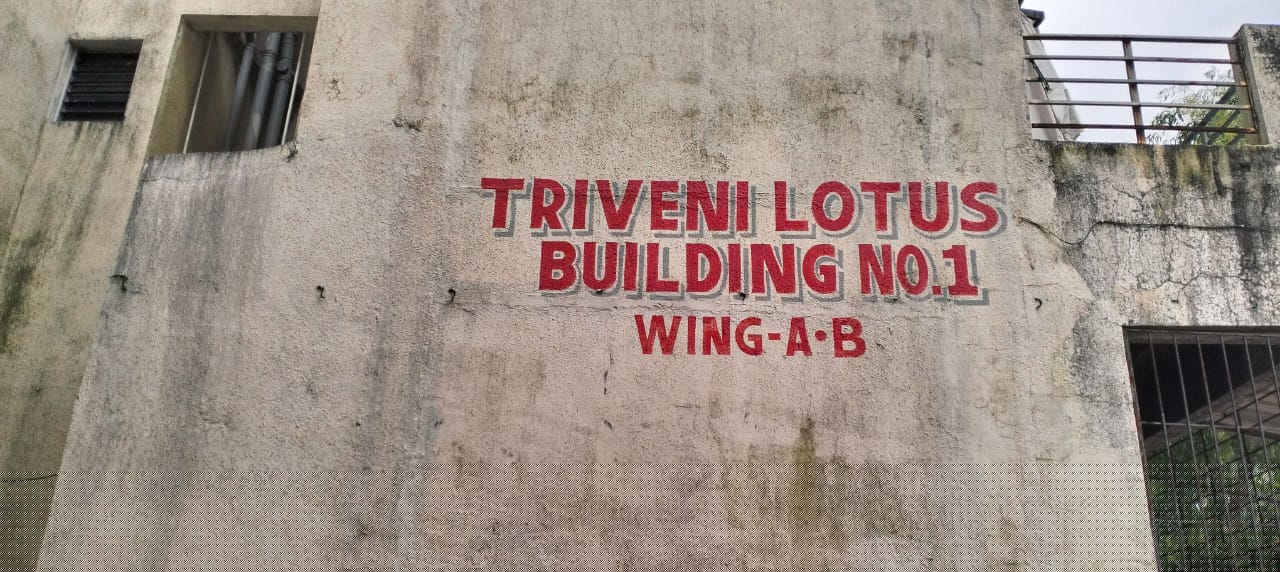 TRIVENI LOTUS
BUILDING NO.1
WING-A•B